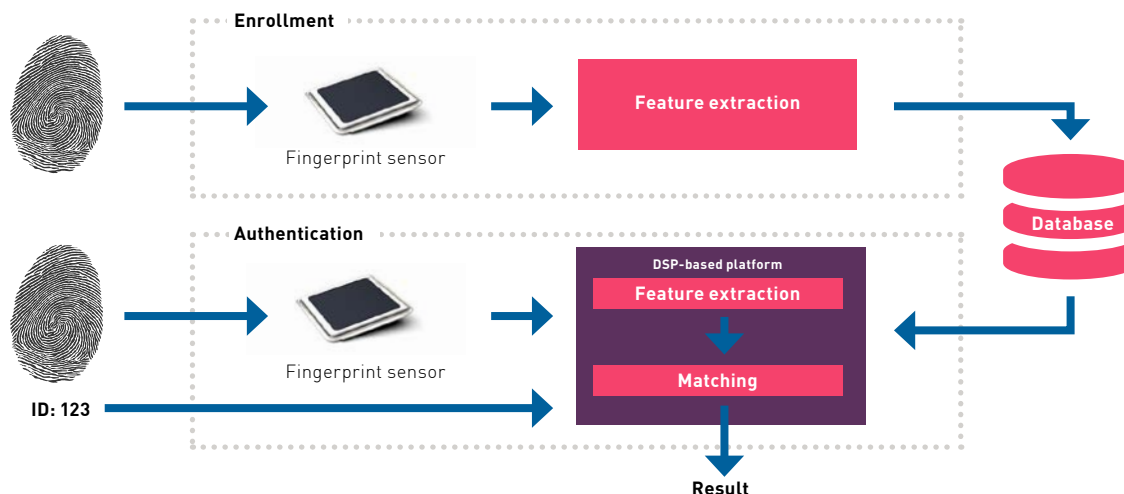 Enrollment
Feature extraction
Fingerprint sensor
Database
Authentication
DSP-based platform
Feature extraction
Fingerprint sensor
Matching
ID: 123
Result